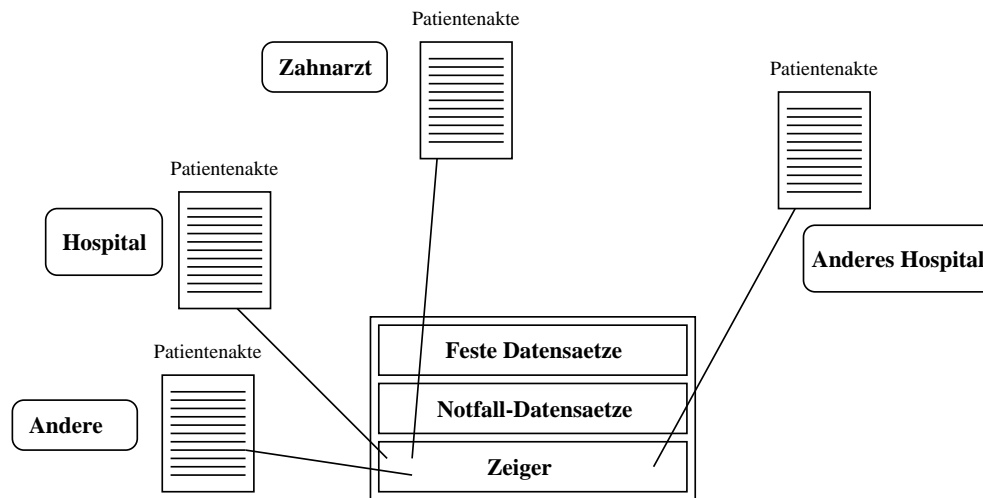 Patientenakte
Zahnarzt
Patientenakte
Patientenakte
Hospital
Anderes Hospital
Patientenakte
Feste Datensaetze
Notfall-Datensaetze
Andere
Zeiger